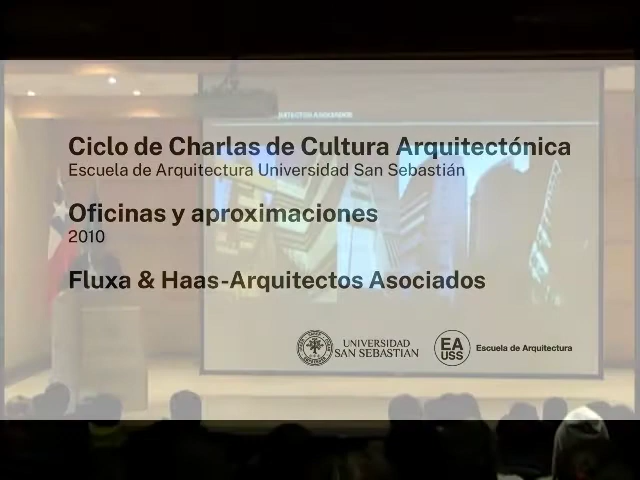 Ciclo de Charlas de Cultura Arquitectónica
Escuela de Arquitectura Universidad San Sebastián
Oficinas y aproximaciones
2010
Fluxa & Haas-Arquitectos Asociados
UNIVERSIDAD
SAN SEBASTIAN
EA
USS
Escuela de Arquitectura